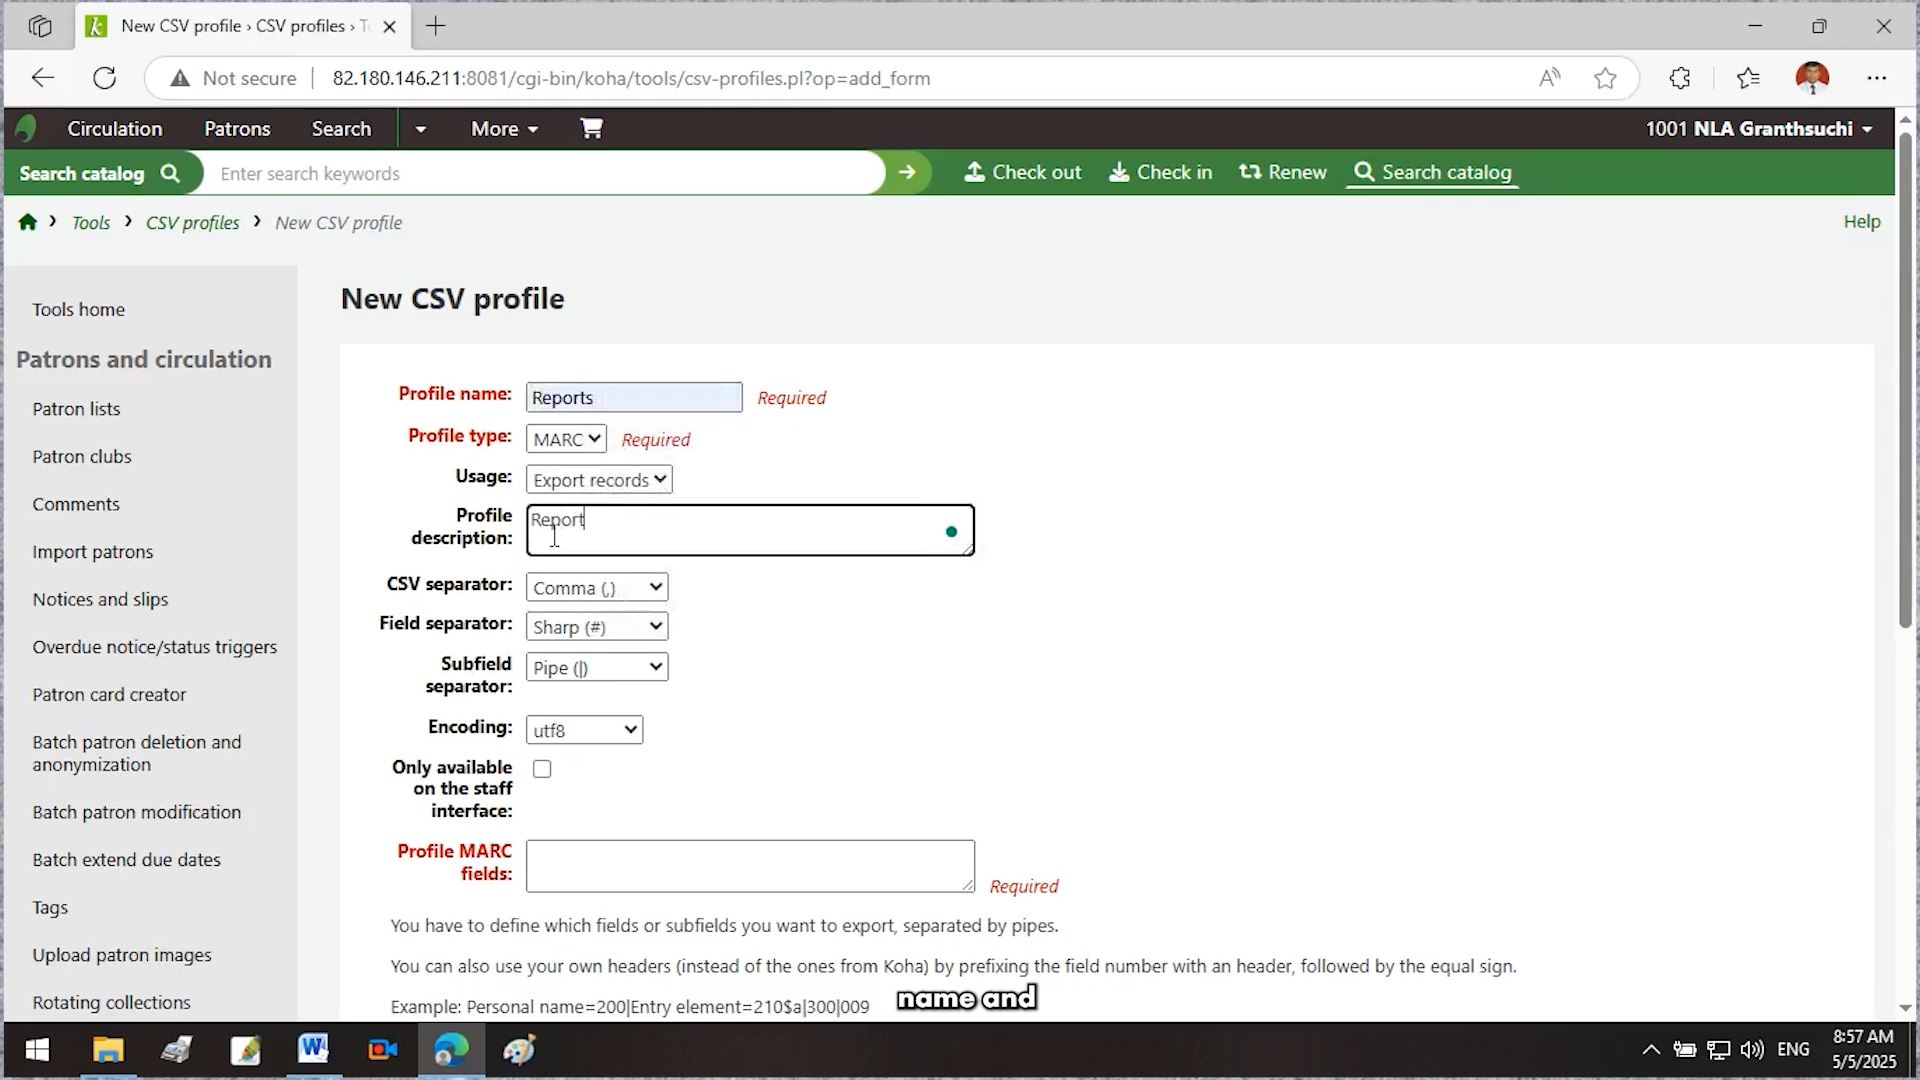 New CSV profile › CSV profiles › T
Not secure
82.180.146.211:8081/cgi-bin/koha/tools/csv-profiles.pl?op=add_form
Circulation
Patrons
Search
More
1001 NLA Granthsuchi
Search catalog
Enter search keywords
Check out
Check in
Renew
Search catalog
Tools
CSV profiles
New CSV profile
Help
Tools home
Patrons and circulation
Patron lists
Patron clubs
Comments
Import patrons
Notices and slips
Overdue notice/status triggers
Patron card creator
Batch patron deletion and
anonymization
Batch patron modification
Batch extend due dates
Tags
Upload patron images
Rotating collections
New CSV profile
Profile name: Reports Required
Profile type: MARC Required
Usage: Export records
Profile
description:
Report
CSV separator: Comma (,)
Field separator: Sharp (#)
Subfield
separator:
Pipe (|)
Encoding: utf8
Only available
on the staff
interface:
Profile MARC
fields:
Required
You have to define which fields or subfields you want to export, separated by pipes.
You can also use your own headers (instead of the ones from Koha) by prefixing the field number with an header, followed by the equal sign.
Example: Personal name=200|Entry element=210$a|300|009
name and
ENG
8:57 AM
5/5/2025